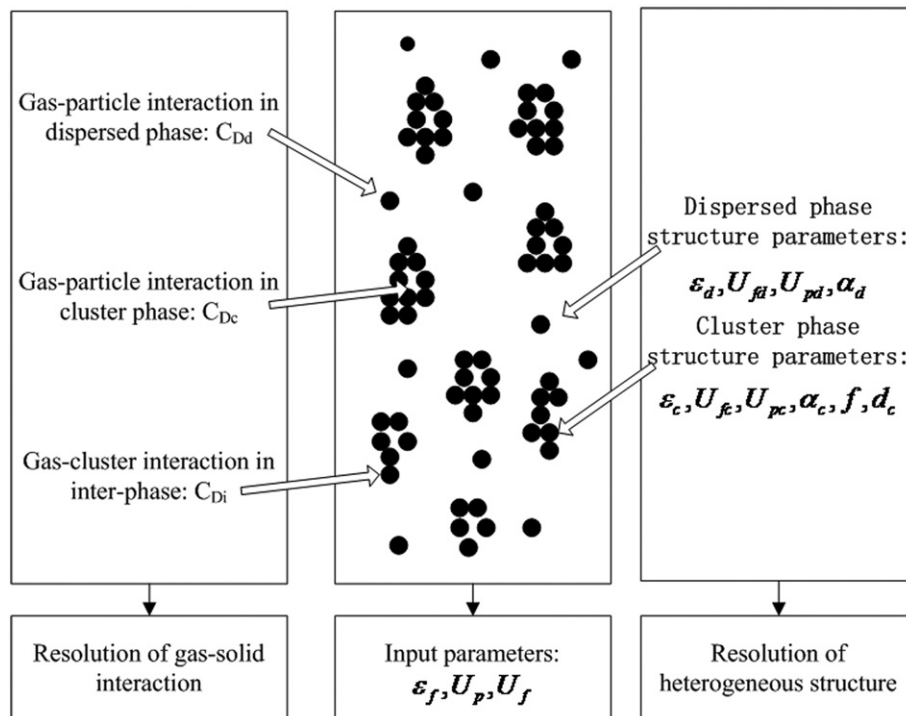 Gas-particle interaction in
dispersed phase: C_Dd
Gas-particle interaction in
cluster phase: C_Dc
Gas-cluster interaction in
inter-phase: C_Di
Dispersed phase
structure parameters:
ε_d, U_fd, U_pd, α_d
Cluster phase
structure parameters:
ε_c, U_fc, U_pc, α_c, f, d_c
Resolution of gas-solid
interaction
Input parameters:
ε_f, U_p, U_f
Resolution of
heterogeneous structure